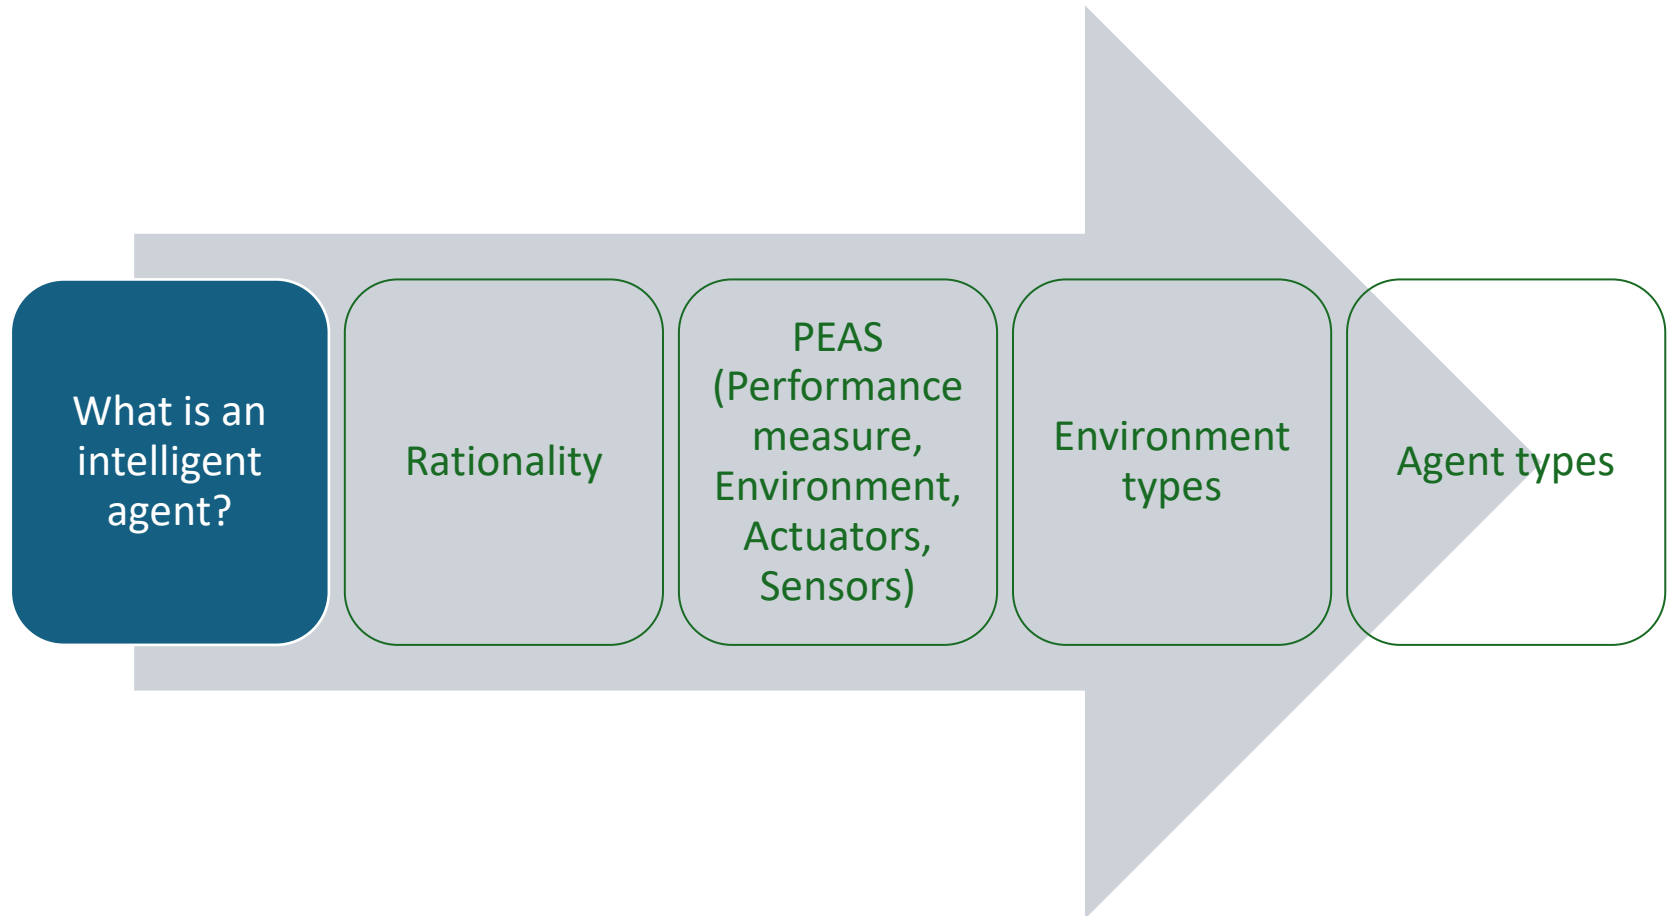 What is an
intelligent
agent?
Rationality
PEAS
(Performance
measure,
Environment,
Actuators,
Sensors)
Environment
types
Agent types